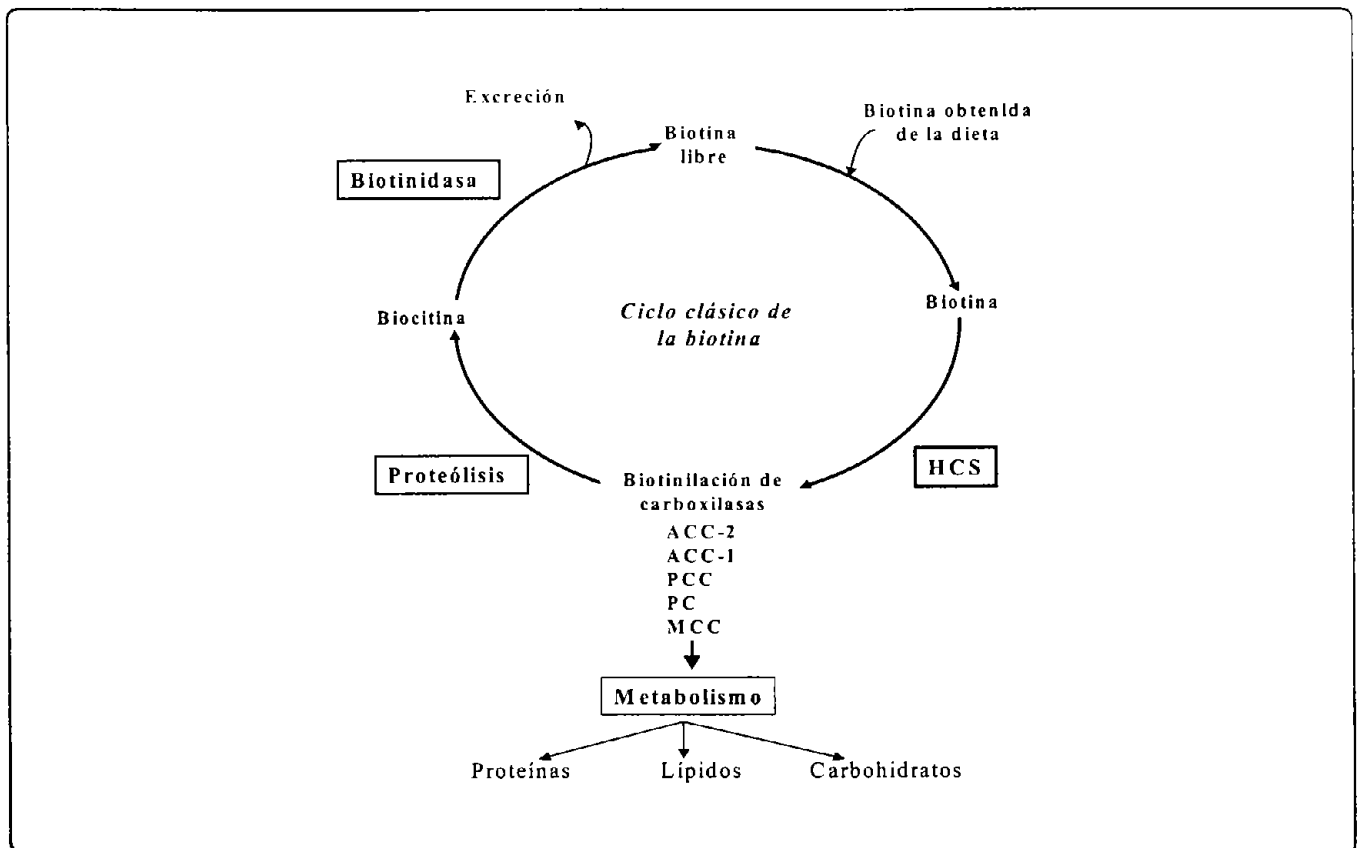 Excreción
Biotina obtenida
de la dieta
Biotina
libre
Biotinidasa
Biocitina
Ciclo clásico de
la biotina
Biotina
Proteólisis
HCS
Biotinilación de
carboxilasas
ACC-2
ACC-1
PCC
PC
MCC
Metabolismo
Proteínas
Lípidos
Carbohidratos